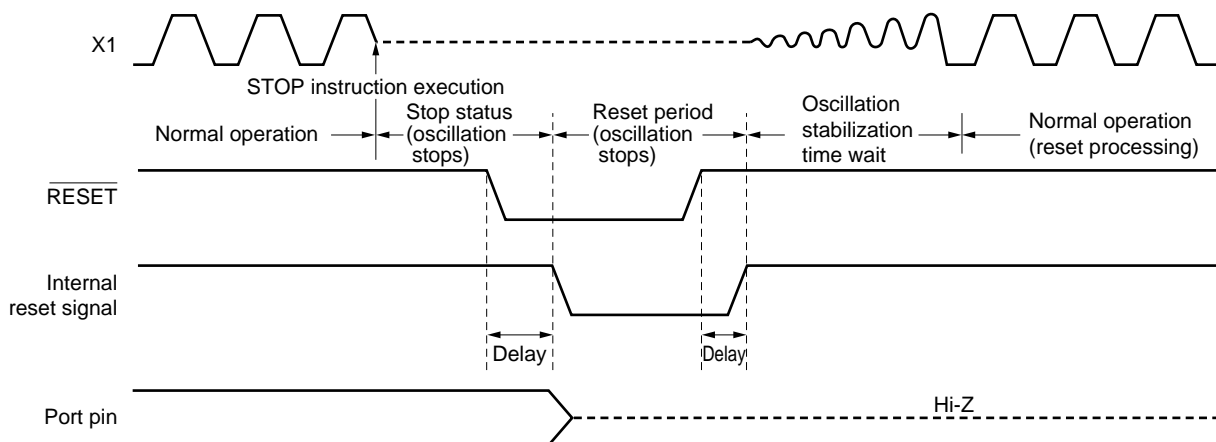 X1
STOP instruction execution
Normal operation
Stop status
(oscillation
stops)
Reset period
(oscillation
stops)
Oscillation
stabilization
time wait
Normal operation
(reset processing)
RESET
Internal
reset signal
Delay
Delay
Port pin
Hi-Z